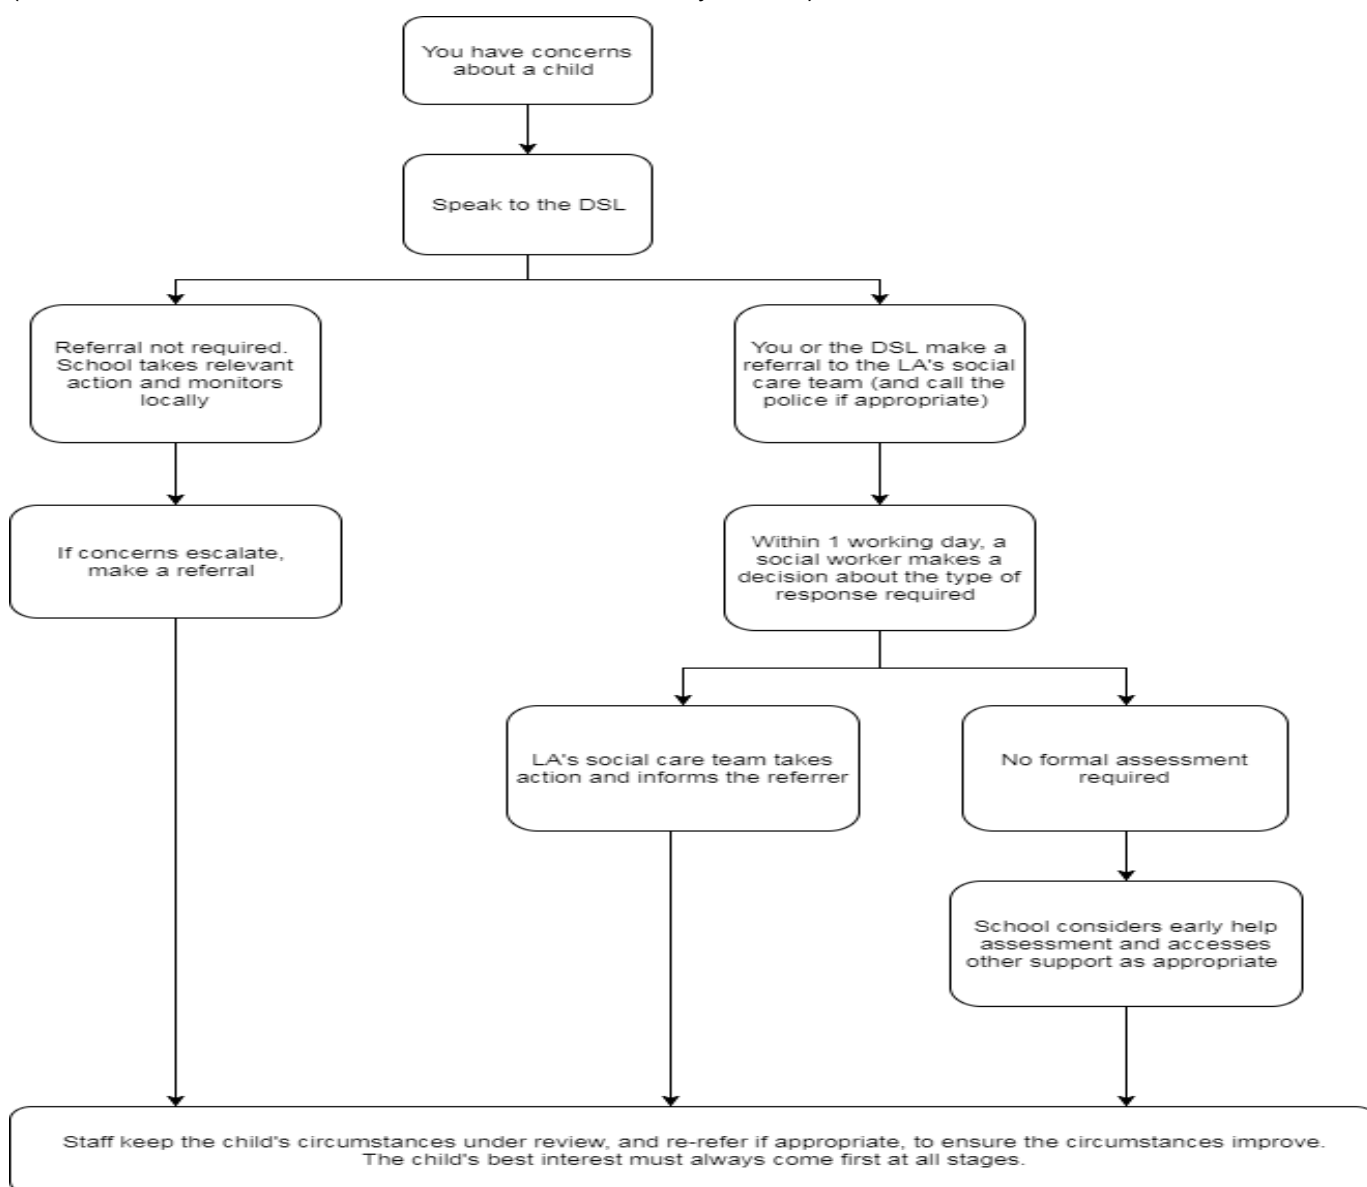 You have concerns
about a child
Speak to the DSL
Referral not required.
School takes relevant
action and monitors
locally
You or the DSL make a
referral to the LA's social
care team (and call the
police if appropriate)
If concerns escalate,
make a referral
Within 1 working day, a
social worker makes a
decision about the type of
response required
LA's social care team takes
action and informs the referrer
No formal assessment
required
School considers early help
assessment and accesses
other support as appropriate
Staff keep the child's circumstances under review, and re-refer if appropriate, to ensure the circumstances improve.
The child's best interest must always come first at all stages.